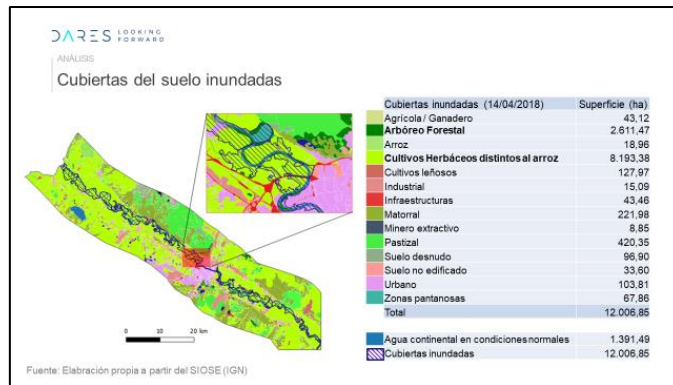 DARES LOOKING FORWARD
ANÁLISIS
Cubiertas del suelo inundadas
Cubiertas inundadas (14/04/2018) Superficie (ha)
Agrícola / Ganadero 43,12
Arbóreo Forestal 2.611,47
Arroz 18,96
Cultivos Herbáceos distintos al arroz 8.193,38
Cultivos leñosos 127,97
Industrial 15,09
Infraestructuras 43,46
Matorral 221,98
Minero extractivo 8,85
Pastizal 420,35
Suelo desnudo 96,90
Suelo no edificado 33,60
Urbano 103,81
Zonas pantanosas 67,86
Total 12.006,85
Agua continental en condiciones normales 1.391,49
Cubiertas inundadas 12.006,85
0 10 20 km
Fuente: Elabración propia a partir del SIOSE (IGN)